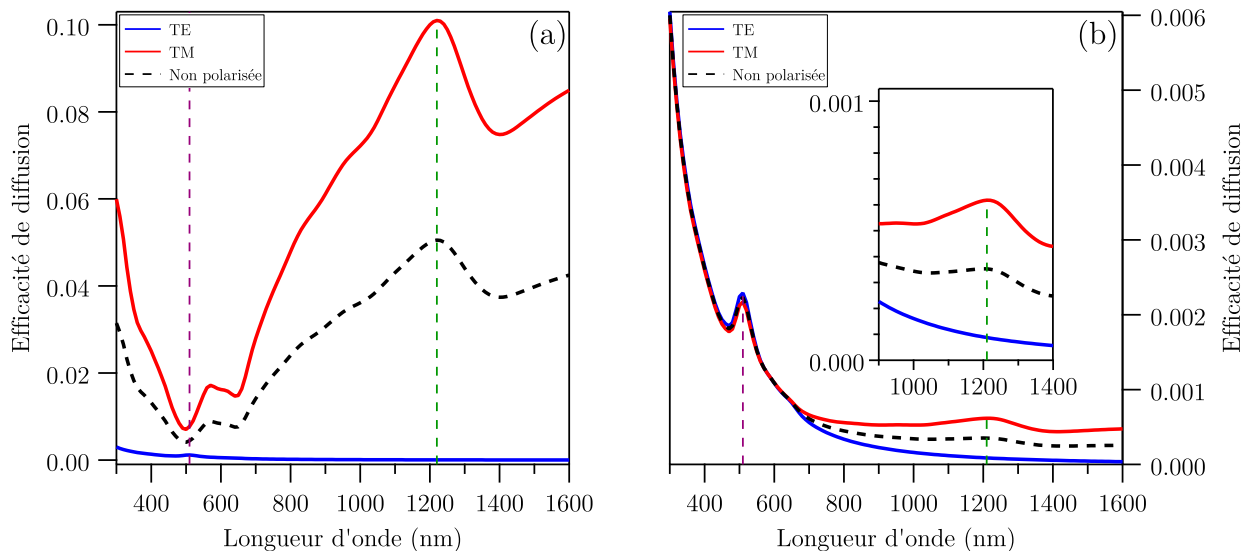 (a)
TE
TM
Non polarisée
Efficacité de diffusion
0.10
0.08
0.06
0.04
0.02
0.00
400 600 800 1000 1200 1400 1600
Longueur d'onde (nm)
(b)
TE
TM
Non polarisée
0.001
0.000
1000 1200 1400
0.006
0.005
0.004
0.003
0.002
0.001
0.000
Efficacité de diffusion
400 600 800 1000 1200 1400 1600
Longueur d'onde (nm)